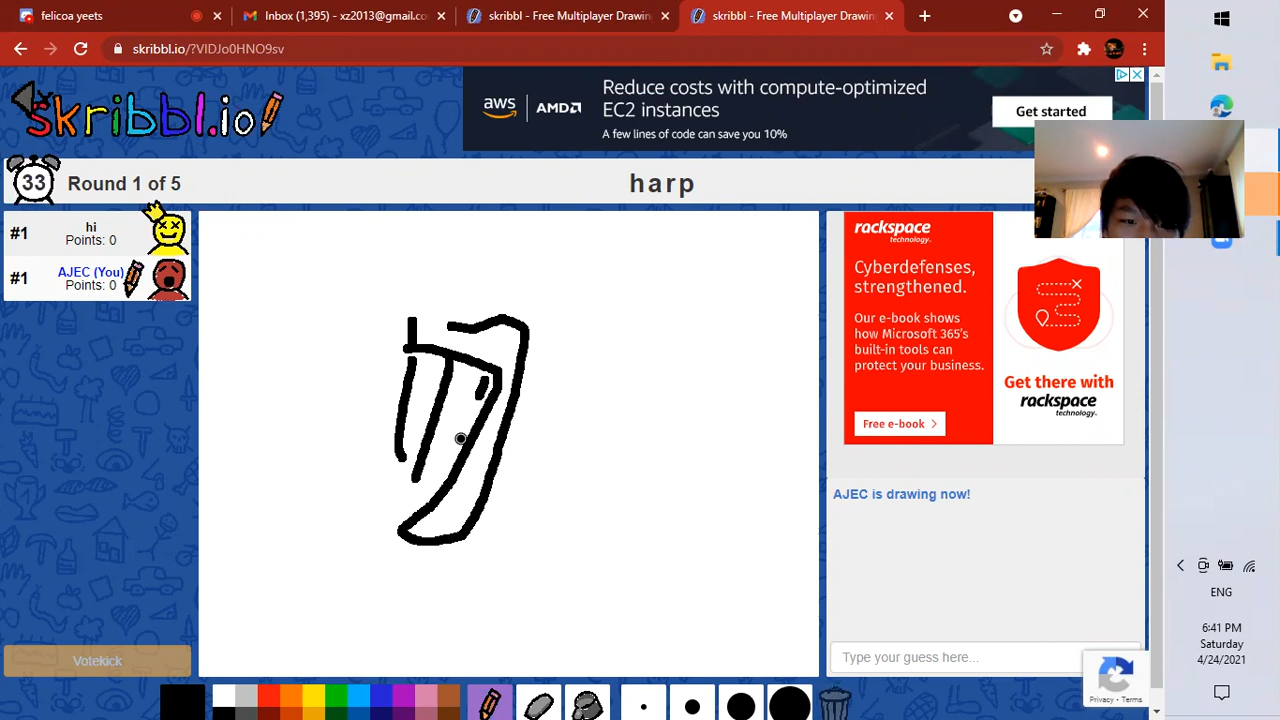 felicoa yeets
Inbox (1,395) - xz2013@gmail.co
skribbl - Free Multiplayer Drawin
skribbl - Free Multiplayer Drawin
skribbl.io/?VIDJo0HNO9sv
skribbl.io
aws
AMD
Reduce costs with compute-optimized
EC2 instances
A few lines of code can save you 10%
Get started
33
Round 1 of 5
harp
#1
hi
Points: 0
#1
AJEC (You)
Points: 0
rackspace
technology.
Cyberdefenses,
strengthened.
Our e-book shows
how Microsoft 365's
built-in tools can
protect your business.
Free e-book
Get there with
rackspace
technology.
AJEC is drawing now!
Type your guess here...
Votekick
Privacy - Terms
ENG
6:41 PM
Saturday
4/24/2021